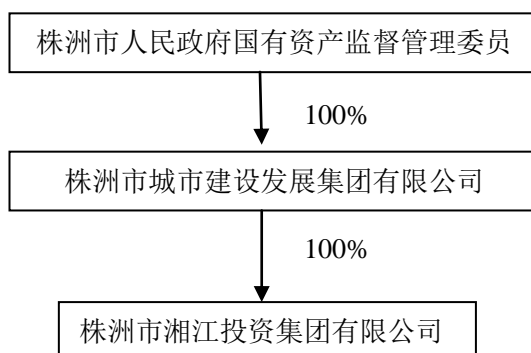 株洲市人民政府国有资产监督管理委员
100%
株洲市城市建设发展集团有限公司
100%
株洲市湘江投资集团有限公司